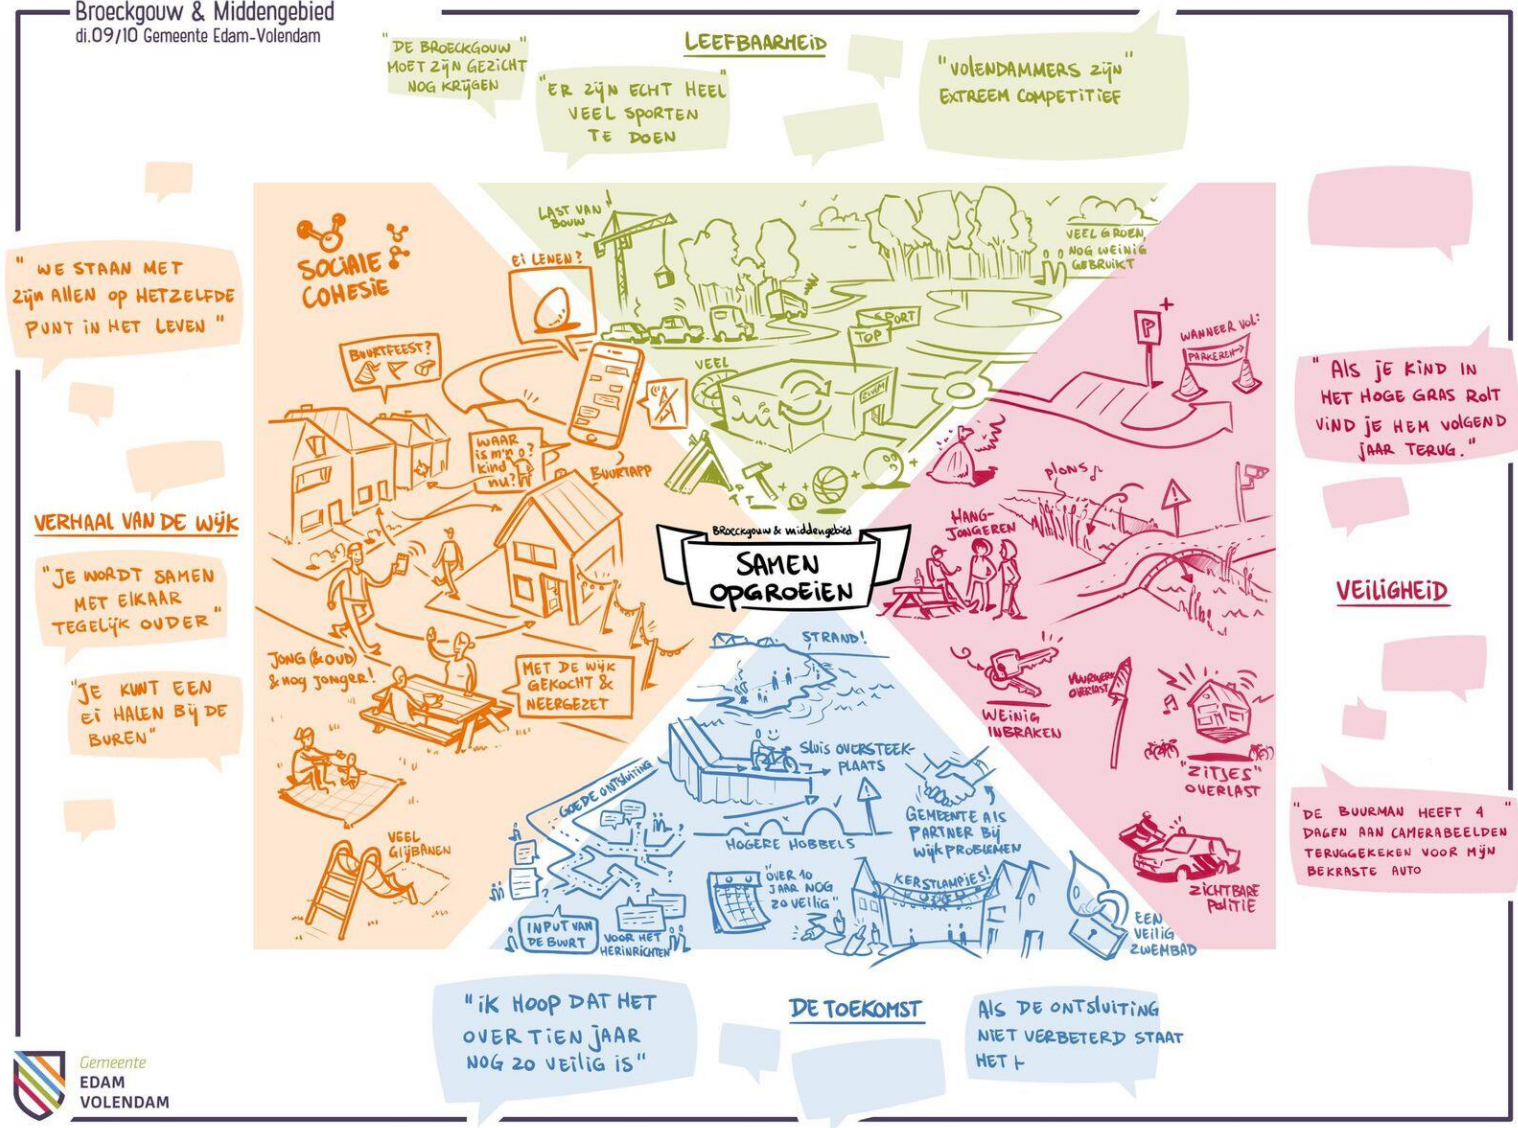 Broeckgouw & Middengebied
di.09/10 Gemeente Edam-Volendam
LEEFBAARHEID
"DE BROECKGOUW"
MOET ZIJN GEZICHT
NOG KRIJGEN
"ER ZIJN ECHT HEEL"
VEEL SPORTEN
TE DOEN
"VOLENDAMMERS ZIJN"
EXTREEM COMPETITIEF
LAST VAN
BOUW
VEEL GROEN,
NOG WEINIG
GEBRUIKT
SPORT
TOP
VEEL
SOCIALE
COHESIE
EI LENEN?
BUURTFEEST?
WAAR
is m'n
kind
nu?
BUURTAPP
JONG (& OUD)
& nog jonger!
MET DE WIJK
GEKOCHT &
NEERGEZET
VEEL
GLIJBANEN
"WE STAAN MET
ZIJN ALLEN OP HETZELFDE
PUNT IN HET LEVEN"
VERHAAL VAN DE WIJK
"JE WORDT SAMEN
MET ELKAAR
TEGELIJK OUDER"
"JE KUNT EEN
EI HALEN BIJ DE
BUREN"
BROECKGOUW & middengebied
SAMEN
OPGROEIEN
P
WANNEER VOL:
PARKEREN
PLONS
HANG-
JONGEREN
WEINIG
INBRAKEN
VUURWERK
OVERLAST
"ZITJES"
OVERLAST
ZICHTBARE
POLITIE
"ALS JE KIND IN
HET HOGE GRAS ROLT
VIND JE HEM VOLGEND
JAAR TERUG."
VEILIGHEID
"DE BUURMAN HEEFT 4"
DAGEN AAN CAMERABEELDEN
TERUGGEKEKEN VOOR MIJN
BEKRASTE AUTO
STRAND!
SLUIS OVERSTEEK-
PLAATS
GOEDE ONTSLUITING
HOGERE HOBBELS
GEMEENTE ALS
PARTNER BIJ
WIJKPROBLEMEN
"OVER 10
JAAR NOG
ZO VEILIG"
KERSTLAMPJES!
INPUT VAN
DE BUURT
VOOR HET
HERINRICHTEN
EEN
VEILIG
ZWEMBAD
"IK HOOP DAT HET
OVER TIEN JAAR
NOG ZO VEILIG IS"
DE TOEKOMST
ALS DE ONTSLUITING
NIET VERBETERD STAAT
HET
Gemeente
EDAM
VOLENDAM